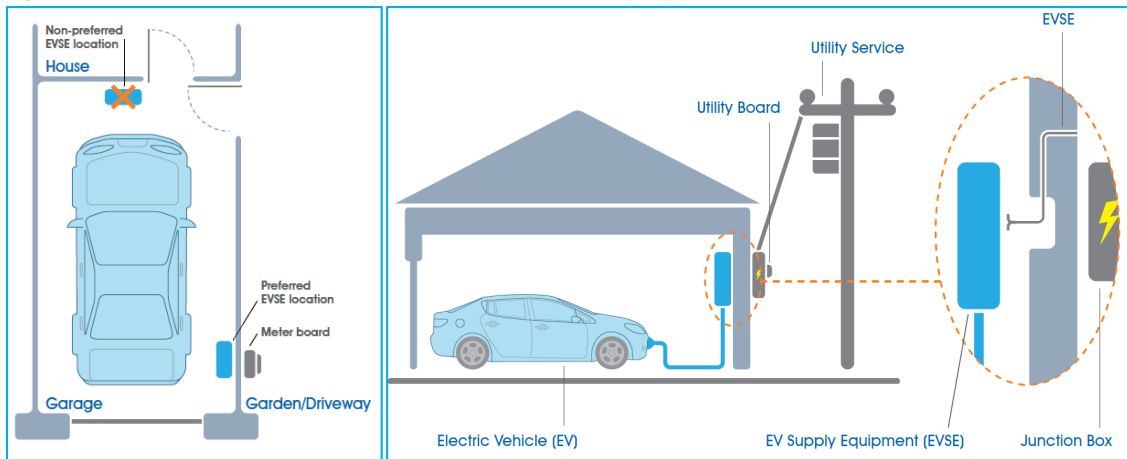 Non-preferred
EVSE location
House
Preferred
EVSE location
Meter board
Garage
Garden/Driveway
EVSE
Utility Service
Utility Board
Electric Vehicle (EV)
EV Supply Equipment (EVSE)
Junction Box